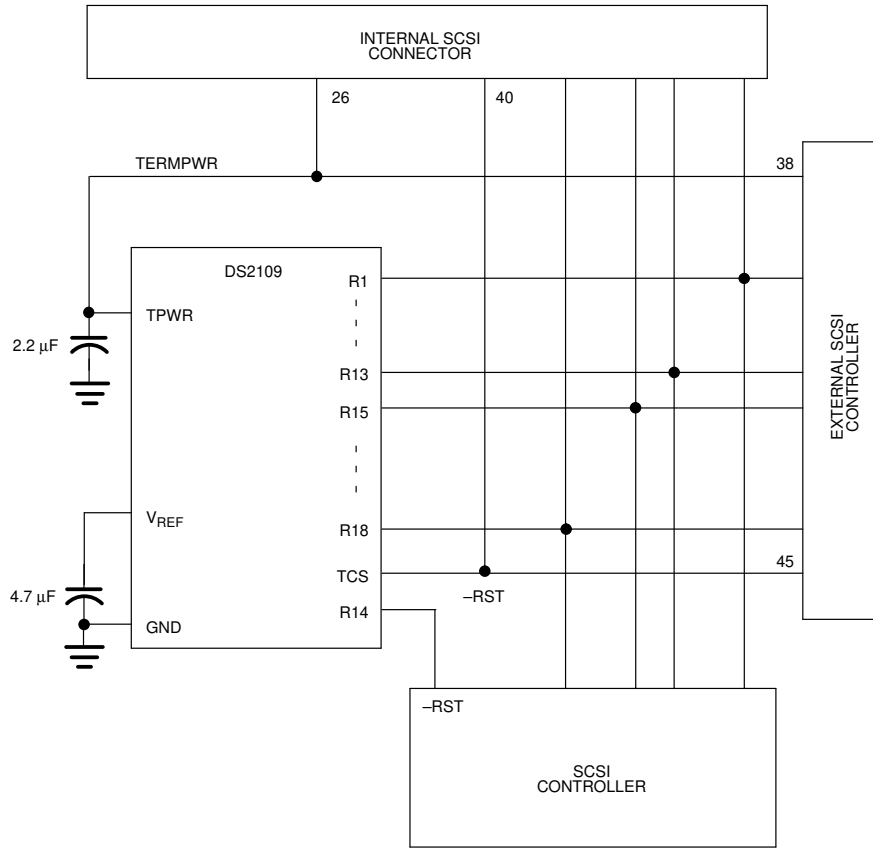 INTERNAL SCSI
CONNECTOR
26
40
TERMPWR
38
DS2109
R1
TPWR
2.2 μF
R13
R15
EXTERNAL SCSI
CONTROLLER
VREF
R18
45
TCS
4.7 μF
–RST
R14
GND
–RST
SCSI
CONTROLLER